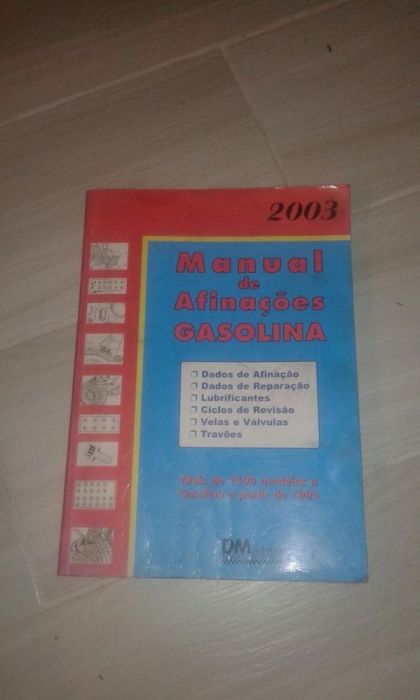 2003
Manual
de
Afinações
GASOLINA
Dados de Afinação
Dados de Reparação
Lubrificantes
Ciclos de Revisão
Velas e Válvulas
Travões
Mais de 1500 modelos a
Gasolina a partir de
DM